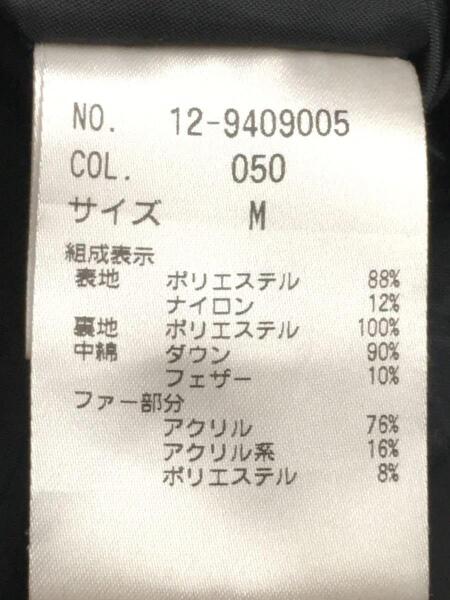 NO. 12-9409005
COL. 050
サイズ M
組成表示
表地 ポリエステル 88%
ナイロン 12%
裏地 ポリエステル 100%
中綿 ダウン 90%
フェザー 10%
ファー部分
アクリル 76%
アクリル系 16%
ポリエステル 8%